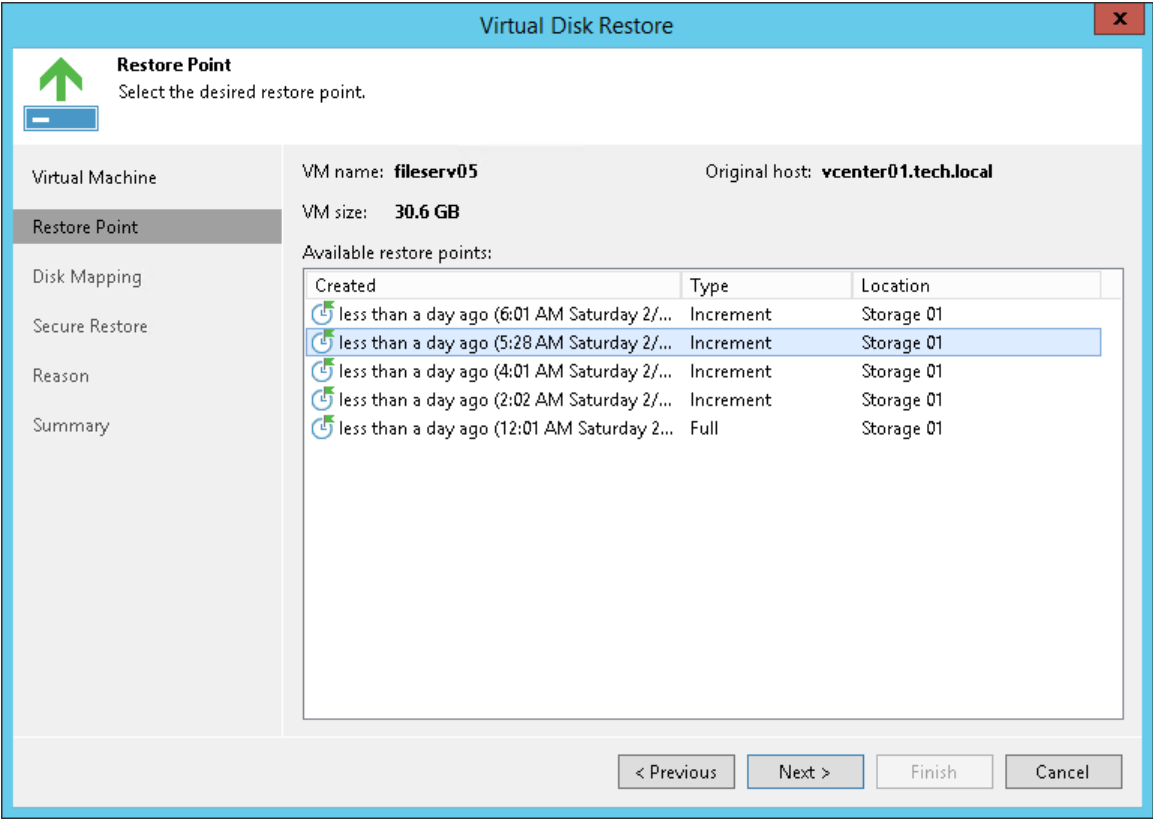 Virtual Disk Restore
x
Restore Point
Select the desired restore point.
Virtual Machine
Restore Point
Disk Mapping
Secure Restore
Reason
Summary
VM name: fileserv05 Original host: vcenter01.tech.local
VM size: 30.6 GB
Available restore points:
Created Type Location
less than a day ago (6:01 AM Saturday 2/... Increment Storage 01
less than a day ago (5:28 AM Saturday 2/... Increment Storage 01
less than a day ago (4:01 AM Saturday 2/... Increment Storage 01
less than a day ago (2:02 AM Saturday 2/... Increment Storage 01
less than a day ago (12:01 AM Saturday 2... Full Storage 01
< Previous Next > Finish Cancel